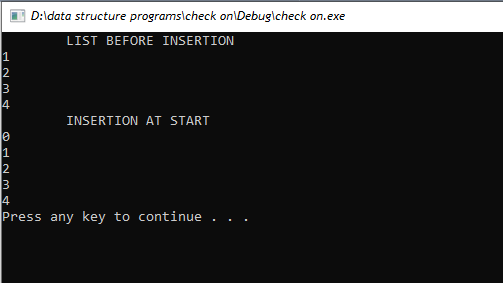 D:\data structure programs\check on\Debug\check on.exe
LIST BEFORE INSERTION
1
2
3
4
INSERTION AT START
0
1
2
3
4
Press any key to continue . . .